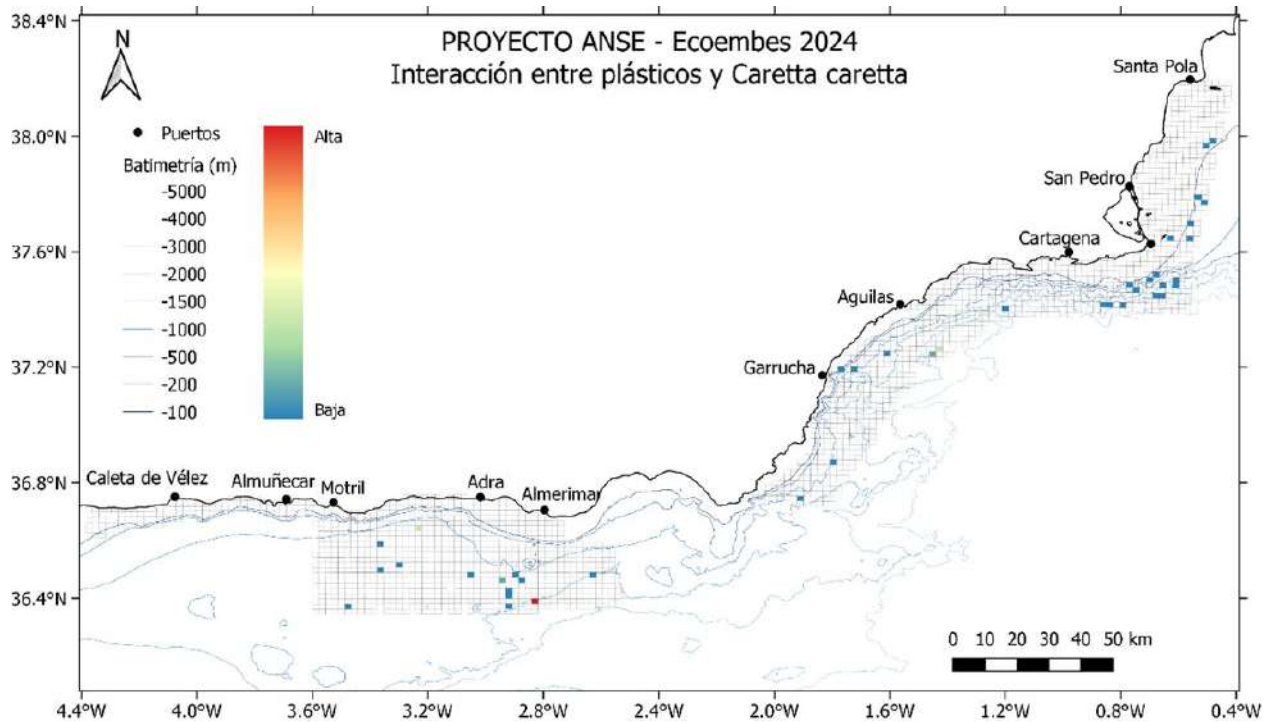 PROYECTO ANSE - Ecoembes 2024
Interacción entre plásticos y Caretta caretta
N
Puertos
Batimetría (m)
-5000
-4000
-3000
-2000
-1500
-1000
-500
-200
-100
Alta
Baja
Santa Pola
San Pedro
Cartagena
Aguilas
Garrucha
Caleta de Vélez
Almuñecar
Motril
Adra
Almerimar
38.4°N
38.0°N
37.6°N
37.2°N
36.8°N
36.4°N
0 10 20 30 40 50 km
4.4°W 4.0°W 3.6°W 3.2°W 2.8°W 2.4°W 2.0°W 1.6°W 1.2°W 0.8°W 0.4°W